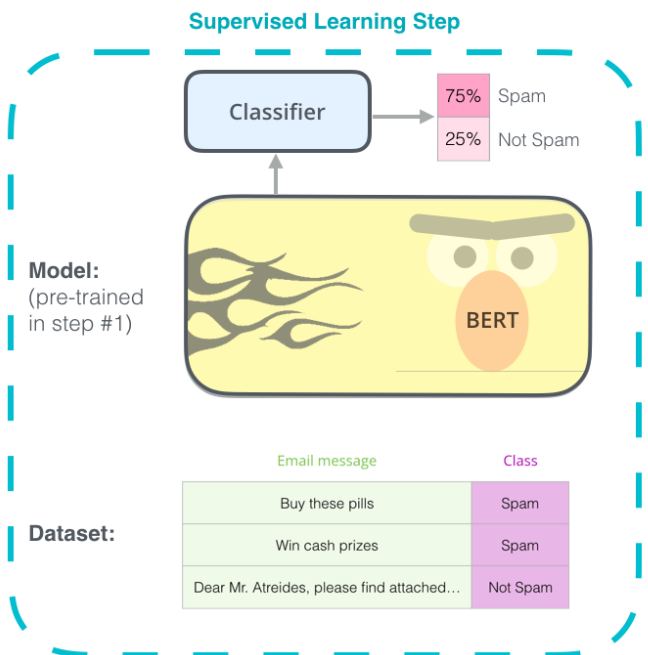 Supervised Learning Step
Classifier
75% Spam
25% Not Spam
Model:
(pre-trained
in step #1)
BERT
Email message Class
Dataset:
Buy these pills Spam
Win cash prizes Spam
Dear Mr. Atreides, please find attached… Not Spam